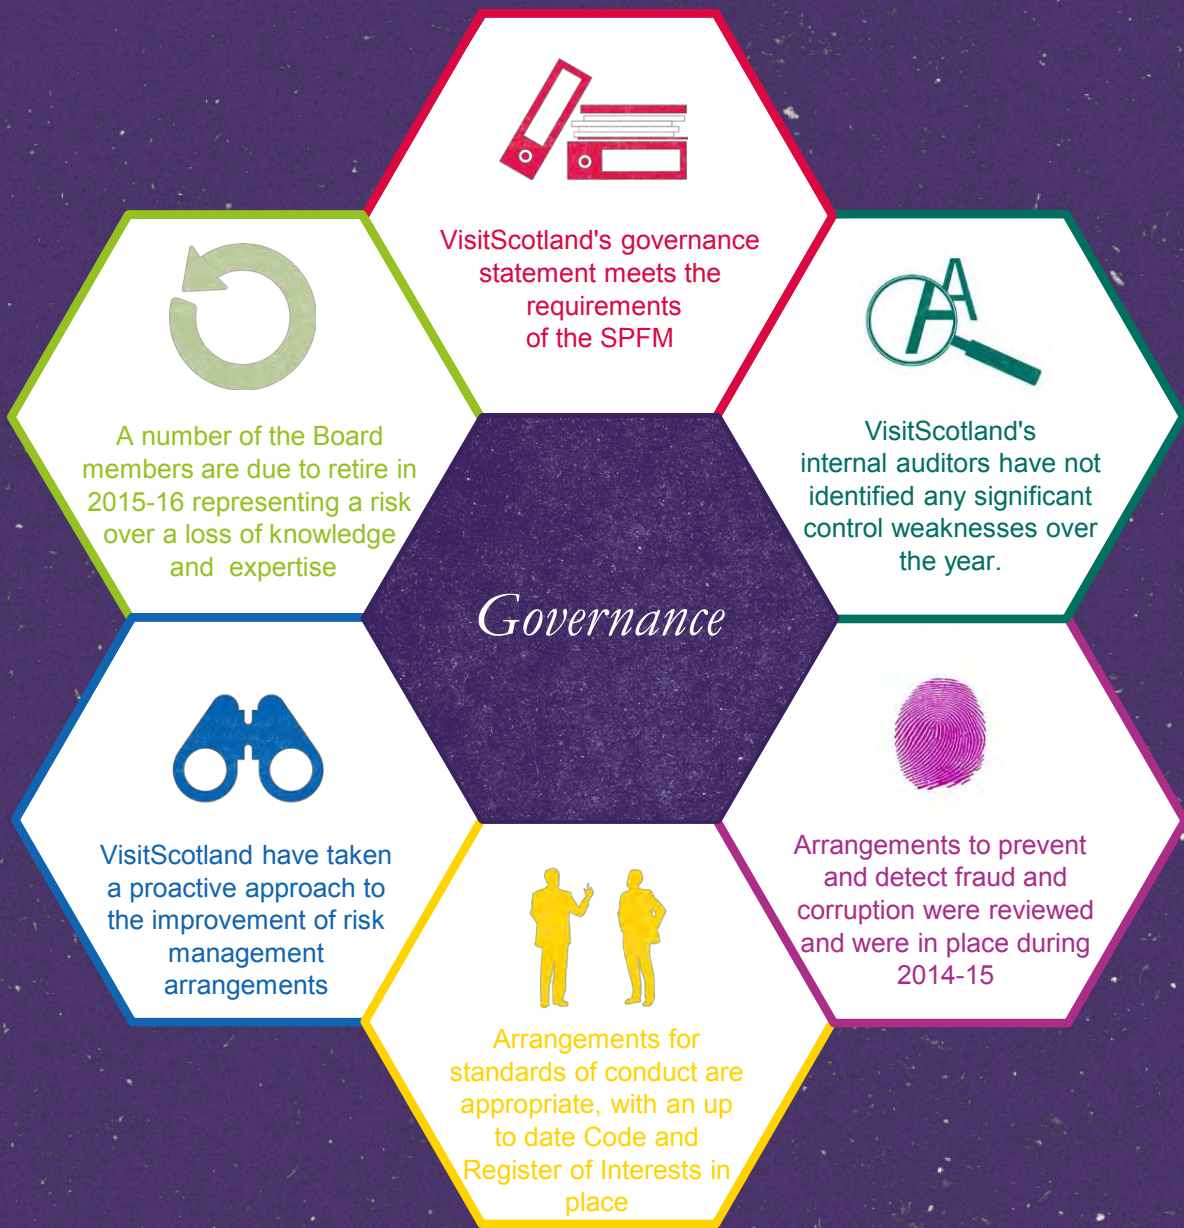 VisitScotland's governance
statement meets the
requirements
of the SPFM
A number of the Board
members are due to retire in
2015-16 representing a risk
over a loss of knowledge
and expertise
VisitScotland's
internal auditors have not
identified any significant
control weaknesses over
the year.
Governance
VisitScotland have taken
a proactive approach to
the improvement of risk
management
arrangements
Arrangements to prevent
and detect fraud and
corruption were reviewed
and were in place during
2014-15
Arrangements for
standards of conduct are
appropriate, with an up
to date Code and
Register of Interests in
place